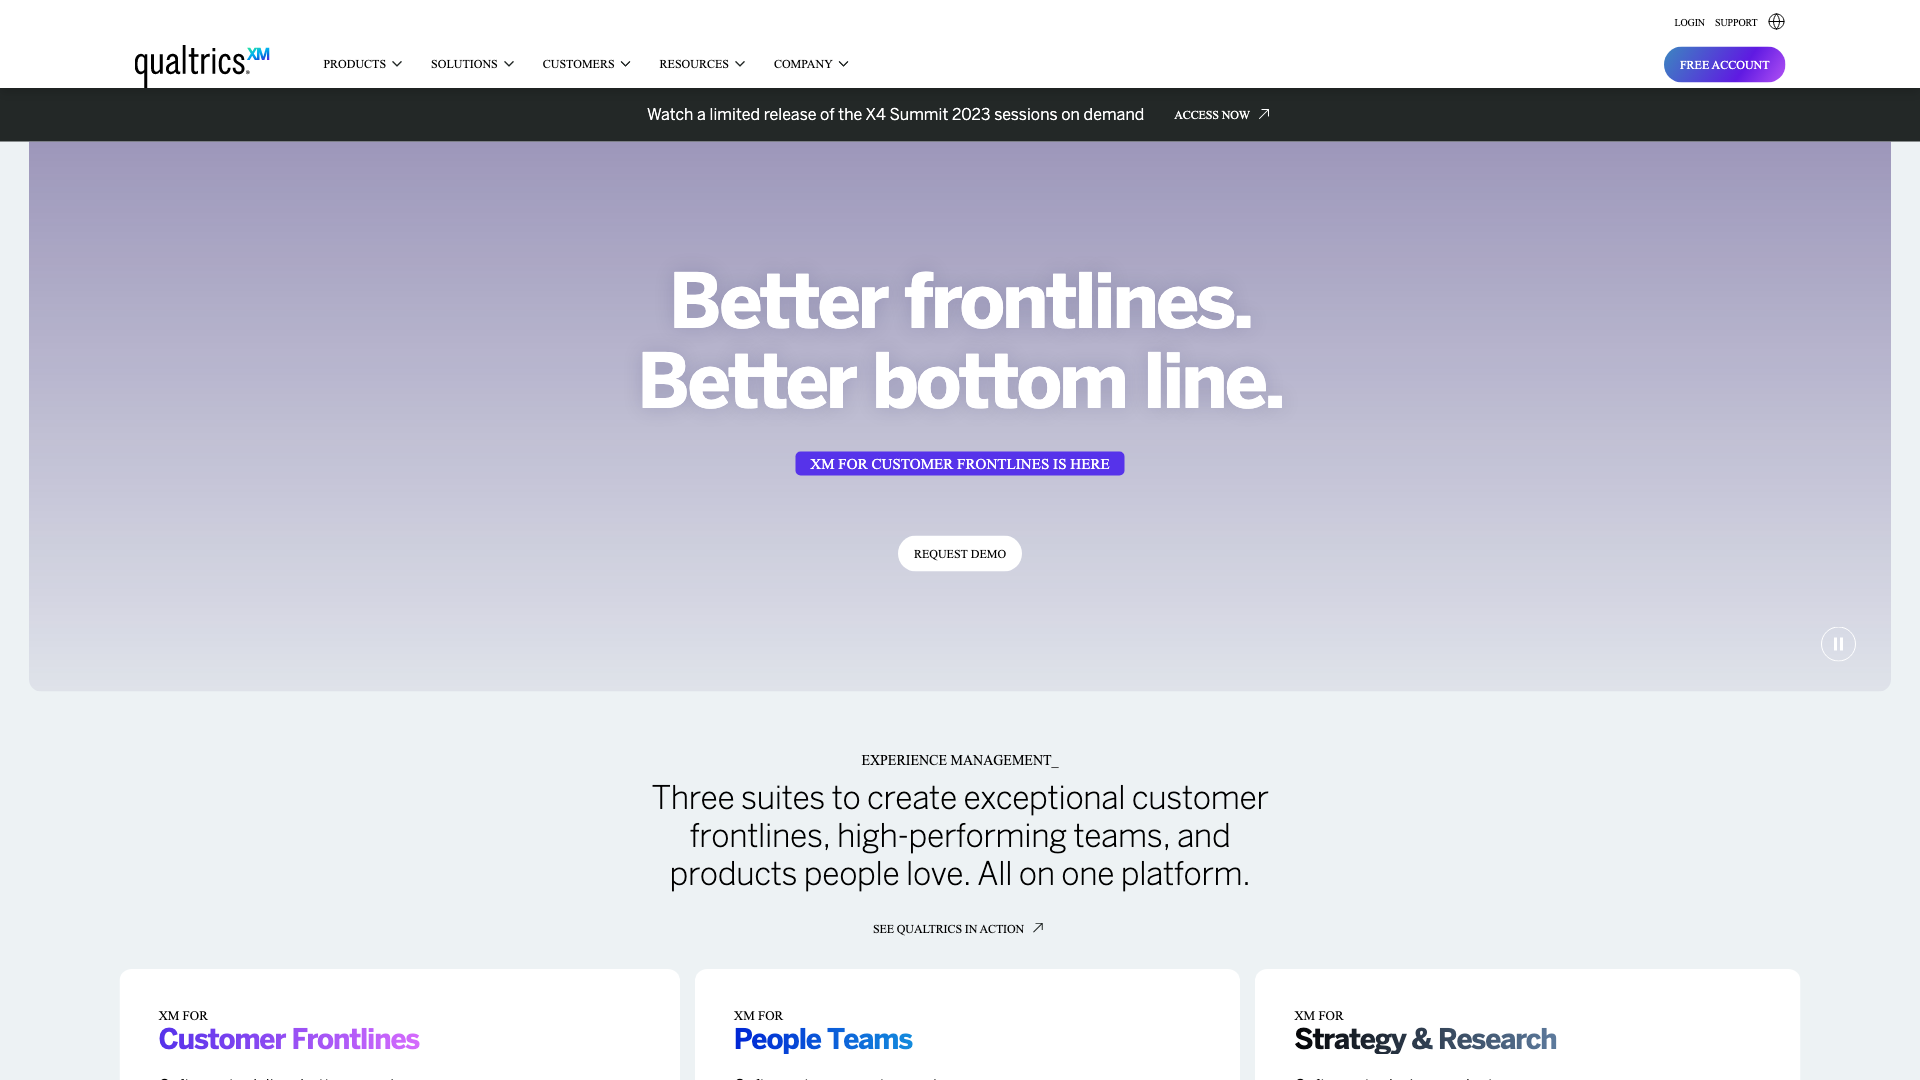 LOGIN SUPPORT
qualtrics.XM
PRODUCTS SOLUTIONS CUSTOMERS RESOURCES COMPANY
FREE ACCOUNT
Watch a limited release of the X4 Summit 2023 sessions on demand ACCESS NOW
Better frontlines.
Better bottom line.
XM FOR CUSTOMER FRONTLINES IS HERE
REQUEST DEMO
EXPERIENCE MANAGEMENT_
Three suites to create exceptional customer
frontlines, high-performing teams, and
products people love. All on one platform.
SEE QUALTRICS IN ACTION
XM FOR
Customer Frontlines
XM FOR
People Teams
XM FOR
Strategy & Research